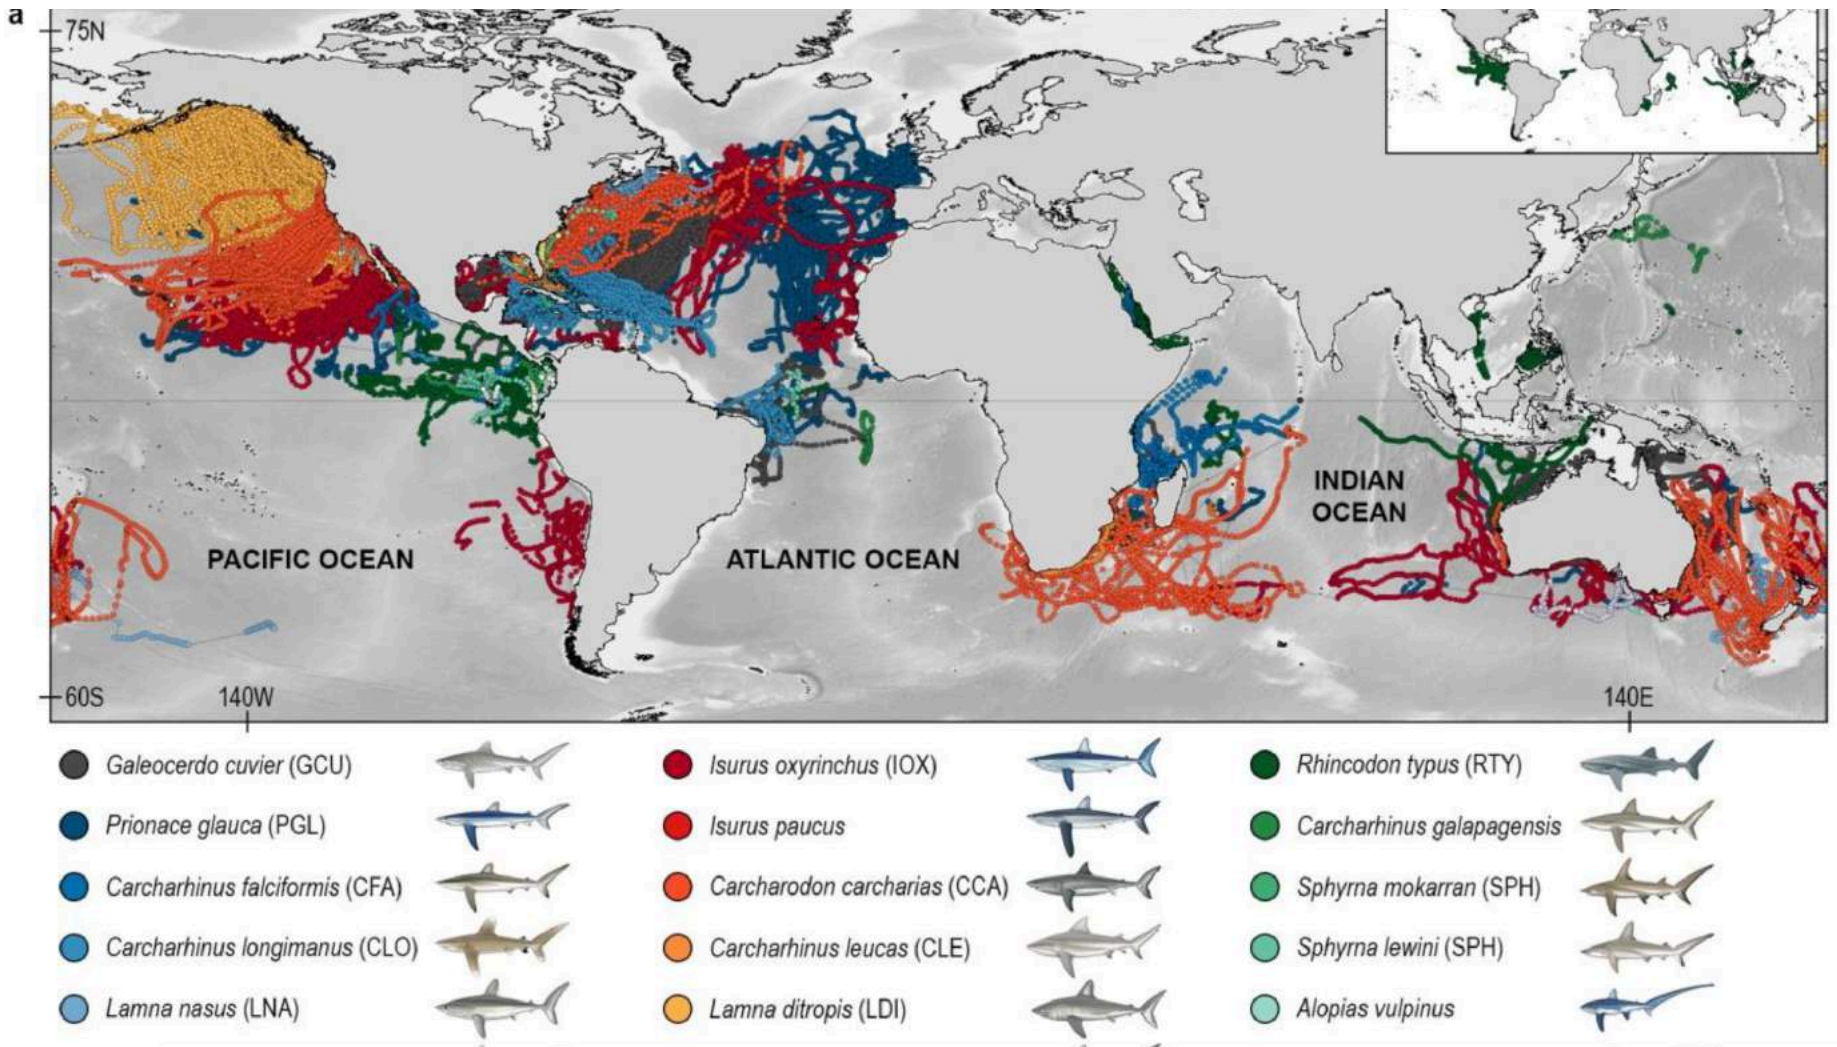 a
75N
INDIAN
OCEAN
PACIFIC OCEAN
ATLANTIC OCEAN
60S
140W
140E
Galeocerdo cuvier (GCU)
Isurus oxyrinchus (IOX)
Rhincodon typus (RTY)
Prionace glauca (PGL)
Isurus paucus
Carcharhinus galapagensis
Carcharhinus falciformis (CFA)
Carcharodon carcharias (CCA)
Sphyrna mokarran (SPH)
Carcharhinus longimanus (CLO)
Carcharhinus leucas (CLE)
Sphyrna lewini (SPH)
Lamna nasus (LNA)
Lamna ditropis (LDI)
Alopias vulpinus